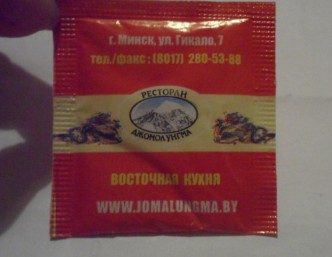 г. Минск, ул. Гикало, 7
тел./факс : (8017) 280-53-88
РЕСТОРАН
ДЖОМОЛУНГМА
ВОСТОЧНАЯ КУХНЯ
WWW.JOMALUNGMA.BY